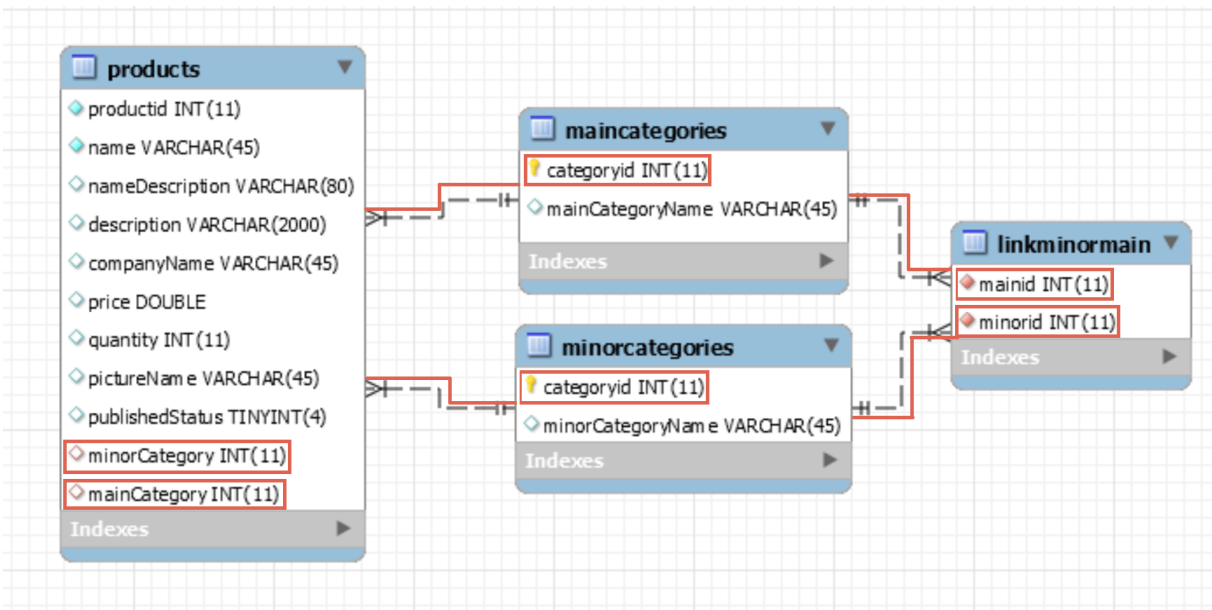 products
productid INT(11)
name VARCHAR(45)
nameDescription VARCHAR(80)
description VARCHAR(2000)
companyName VARCHAR(45)
price DOUBLE
quantity INT(11)
pictureName VARCHAR(45)
publishedStatus TINYINT(4)
minorCategory INT(11)
mainCategory INT(11)
Indexes
maincategories
categoryid INT(11)
mainCategoryName VARCHAR(45)
Indexes
minorcategories
categoryid INT(11)
minorCategoryName VARCHAR(45)
Indexes
linkminormain
mainid INT(11)
minorid INT(11)
Indexes